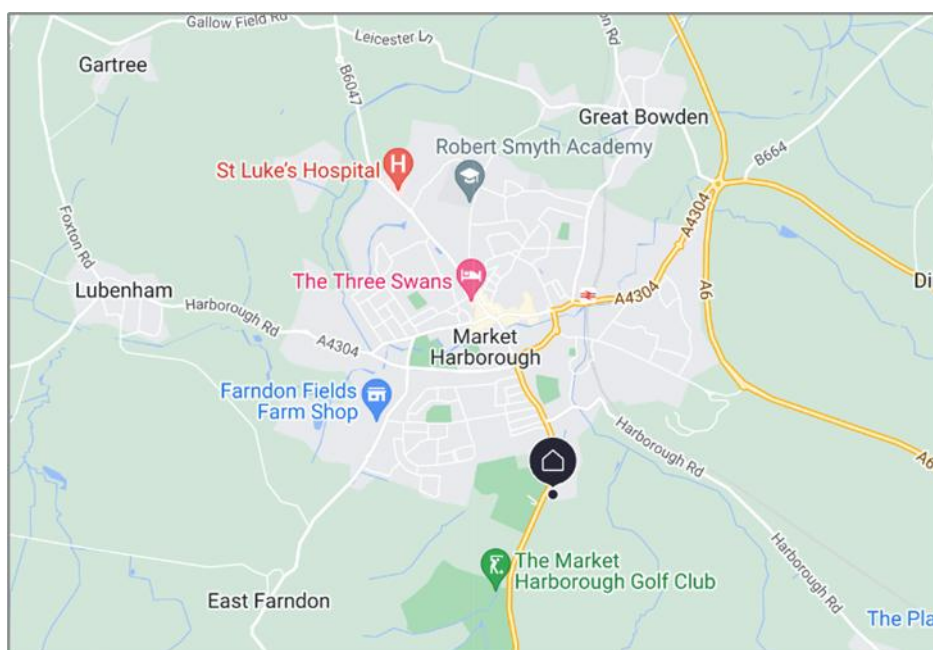 Gallow Field Rd
Leicester Ln
on Rd
Gartree
B6047
Great Bowden
Robert Smyth Academy
B664
St Luke's Hospital
H
Foxton Rd
A4304
The Three Swans
Di
Lubenham
Harborough Rd
A4304
A6
Market
Harborough
A4304
Farndon Fields
Farm Shop
Harborough Rd
A6
The Market
Harborough Golf Club
East Farndon
Harborough Rd
The Pla